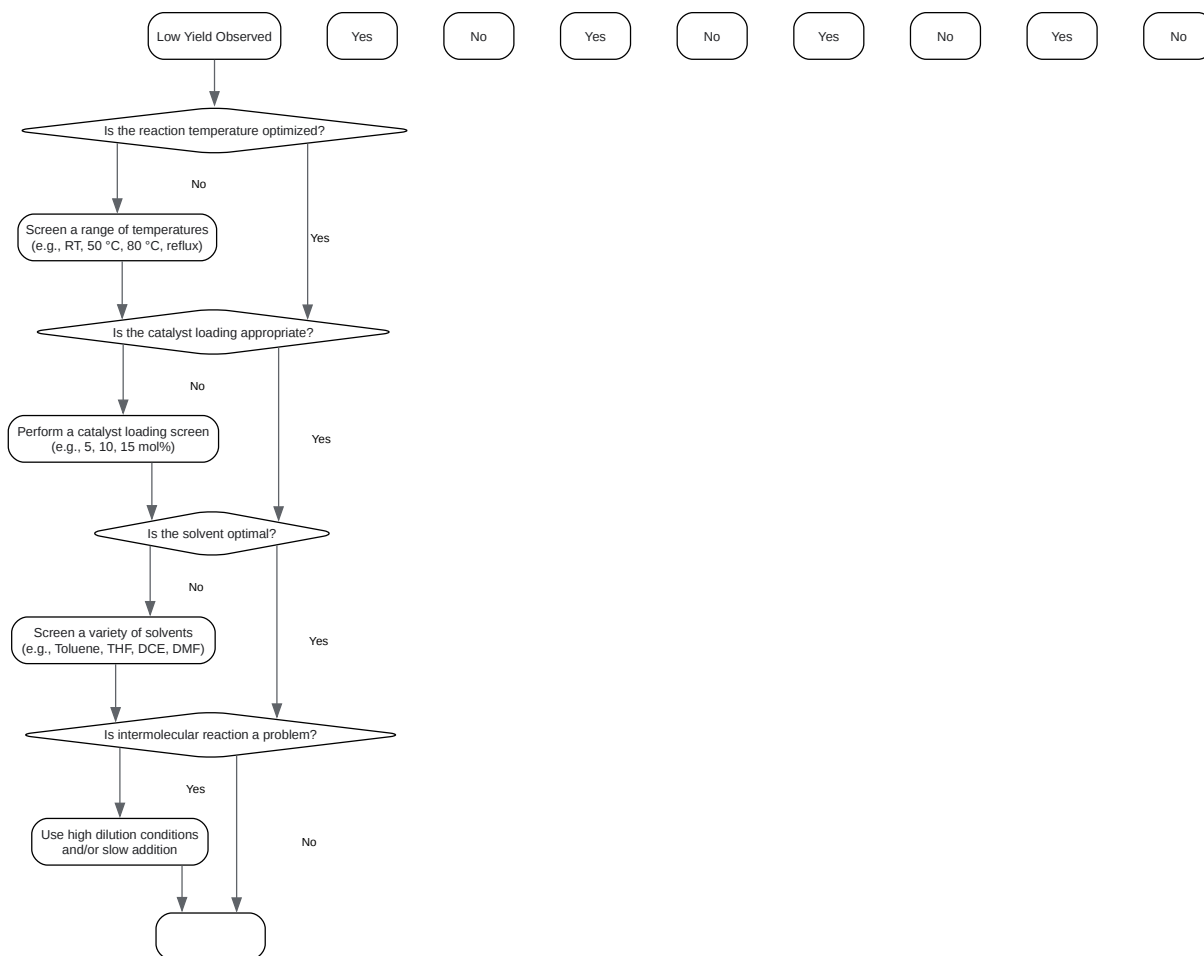 Low Yield Observed
Yes
No
Yes
No
Yes
No
Yes
No
Is the reaction temperature optimized?
No
Screen a range of temperatures
(e.g., RT, 50 °C, 80 °C, reflux)
Yes
Is the catalyst loading appropriate?
No
Perform a catalyst loading screen
(e.g., 5, 10, 15 mol%)
Yes
Is the solvent optimal?
No
Screen a variety of solvents
(e.g., Toluene, THF, DCE, DMF)
Yes
Is intermolecular reaction a problem?
Yes
Use high dilution conditions
and/or slow addition
No